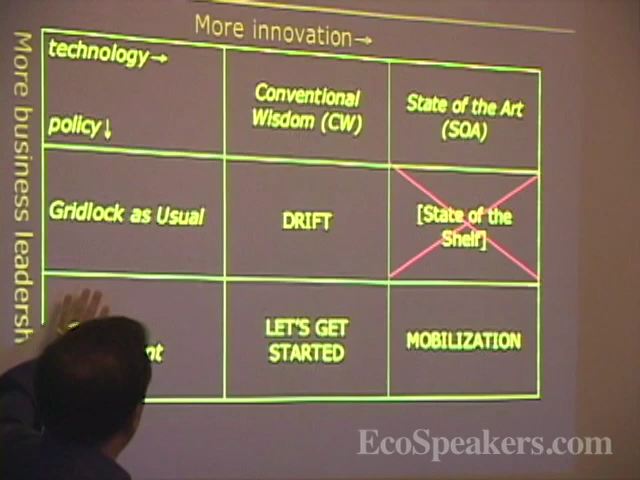 More innovation→
More business leadersh
technology→
policy↓
Conventional
Wisdom (CW)
State of the Art
(SOA)
Gridlock as Usual
DRIFT
[State of the
Shelf]
LET'S GET
STARTED
MOBILIZATION
EcoSpeakers.com